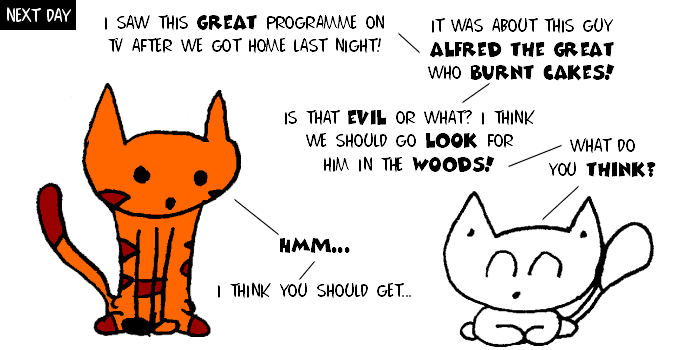 NEXT DAY
I SAW THIS GREAT PROGRAMME ON
TV AFTER WE GOT HOME LAST NIGHT!
IT WAS ABOUT THIS GUY
ALFRED THE GREAT
WHO BURNT CAKES!
IS THAT EVIL OR WHAT? I THINK
WE SHOULD GO LOOK FOR
HIM IN THE WOODS!
WHAT DO
YOU THINK?
HMM...
I THINK YOU SHOULD GET...